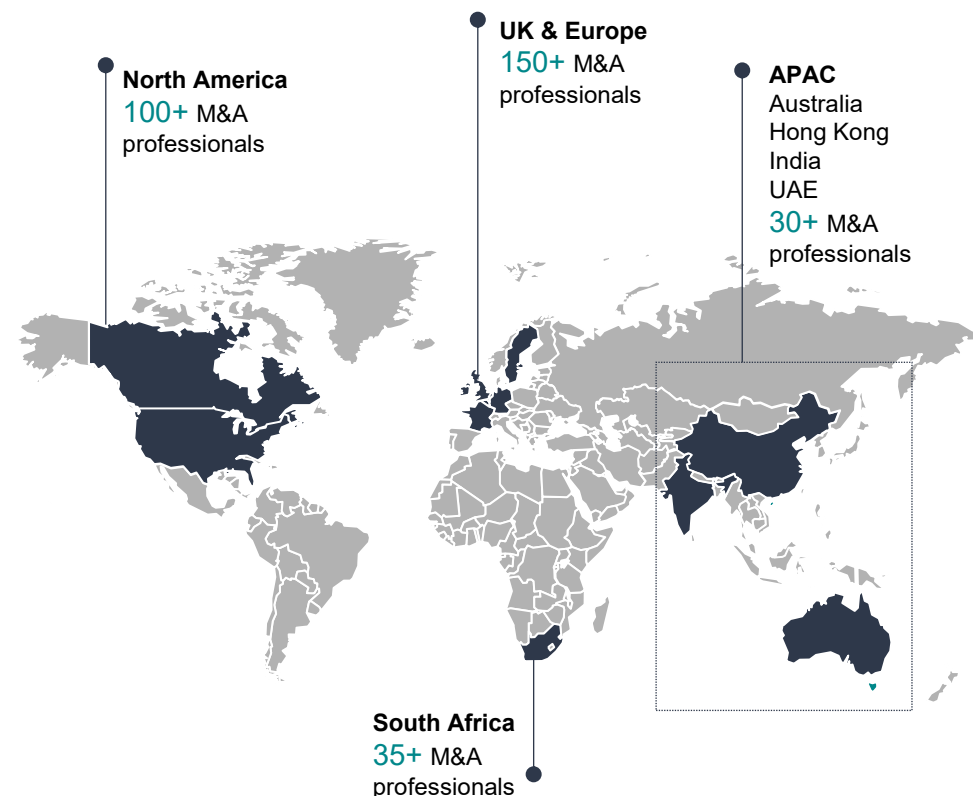 North America
100+ M&A
professionals
UK & Europe
150+ M&A
professionals
APAC
Australia
Hong Kong
India
UAE
30+ M&A
professionals
South Africa
35+ M&A
professionals